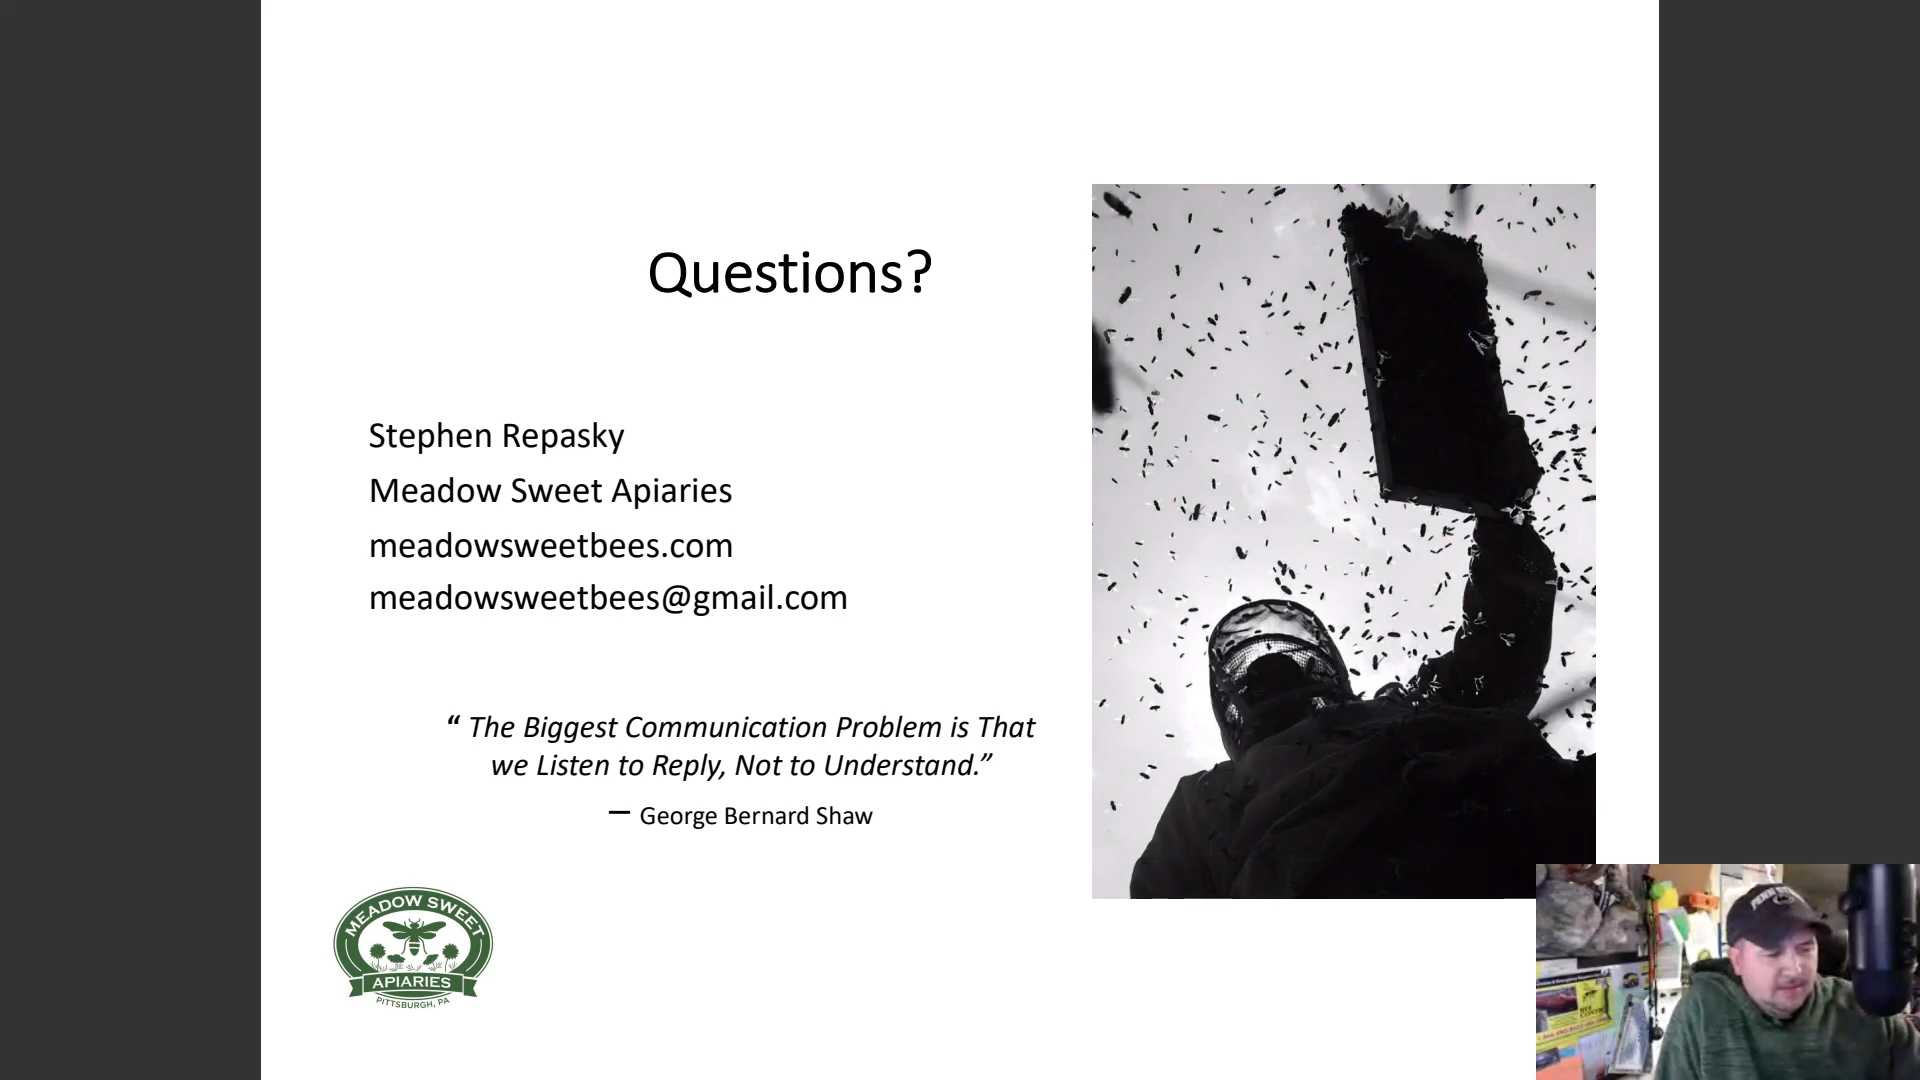 Questions?
Stephen Repasky
Meadow Sweet Apiaries
meadowsweetbees.com
meadowsweetbees@gmail.com
“ The Biggest Communication Problem is That
we Listen to Reply, Not to Understand.”
— George Bernard Shaw
MEADOW SWEET
APIARIES
PITTSBURGH, PA